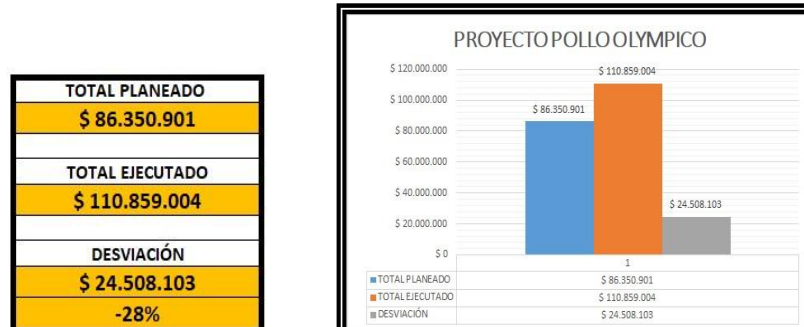 TOTAL PLANEADO
$ 86.350.901
TOTAL EJECUTADO
$ 110.859.004
DESVIACIÓN
$ 24.508.103
-28%
PROYECTO POLLO OLYMPICO
$ 120.000.000
$ 100.000.000
$ 80.000.000
$ 60.000.000
$ 40.000.000
$ 20.000.000
$ 0
$ 86.350.901
$ 110.859.004
$ 24.508.103
1
TOTAL PLANEADO $ 86.350.901
TOTAL EJECUTADO $ 110.859.004
DESVIACIÓN $ 24.508.103